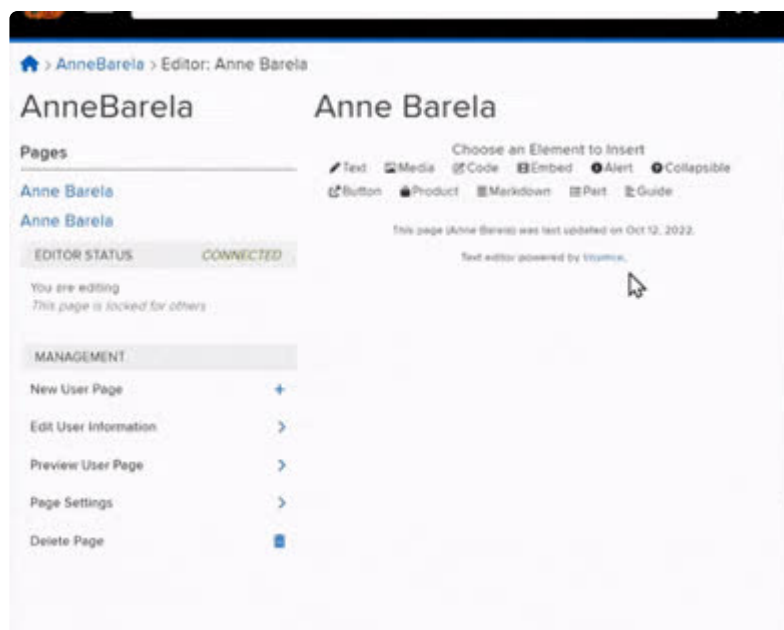 > AnneBarela > Editor: Anne Barela
AnneBarela
Pages
Anne Barela
Anne Barela
EDITOR STATUS CONNECTED
You are editing
This page is locked for others
MANAGEMENT
New User Page +
Edit User Information >
Preview User Page >
Page Settings >
Delete Page
Anne Barela
Choose an Element to Insert
Text Media Code Embed Alert Collapsible
Button Product Markdown Part Guide
This page (Anne Barela) was last updated on Oct 12, 2022.
Text editor powered by tinymce.